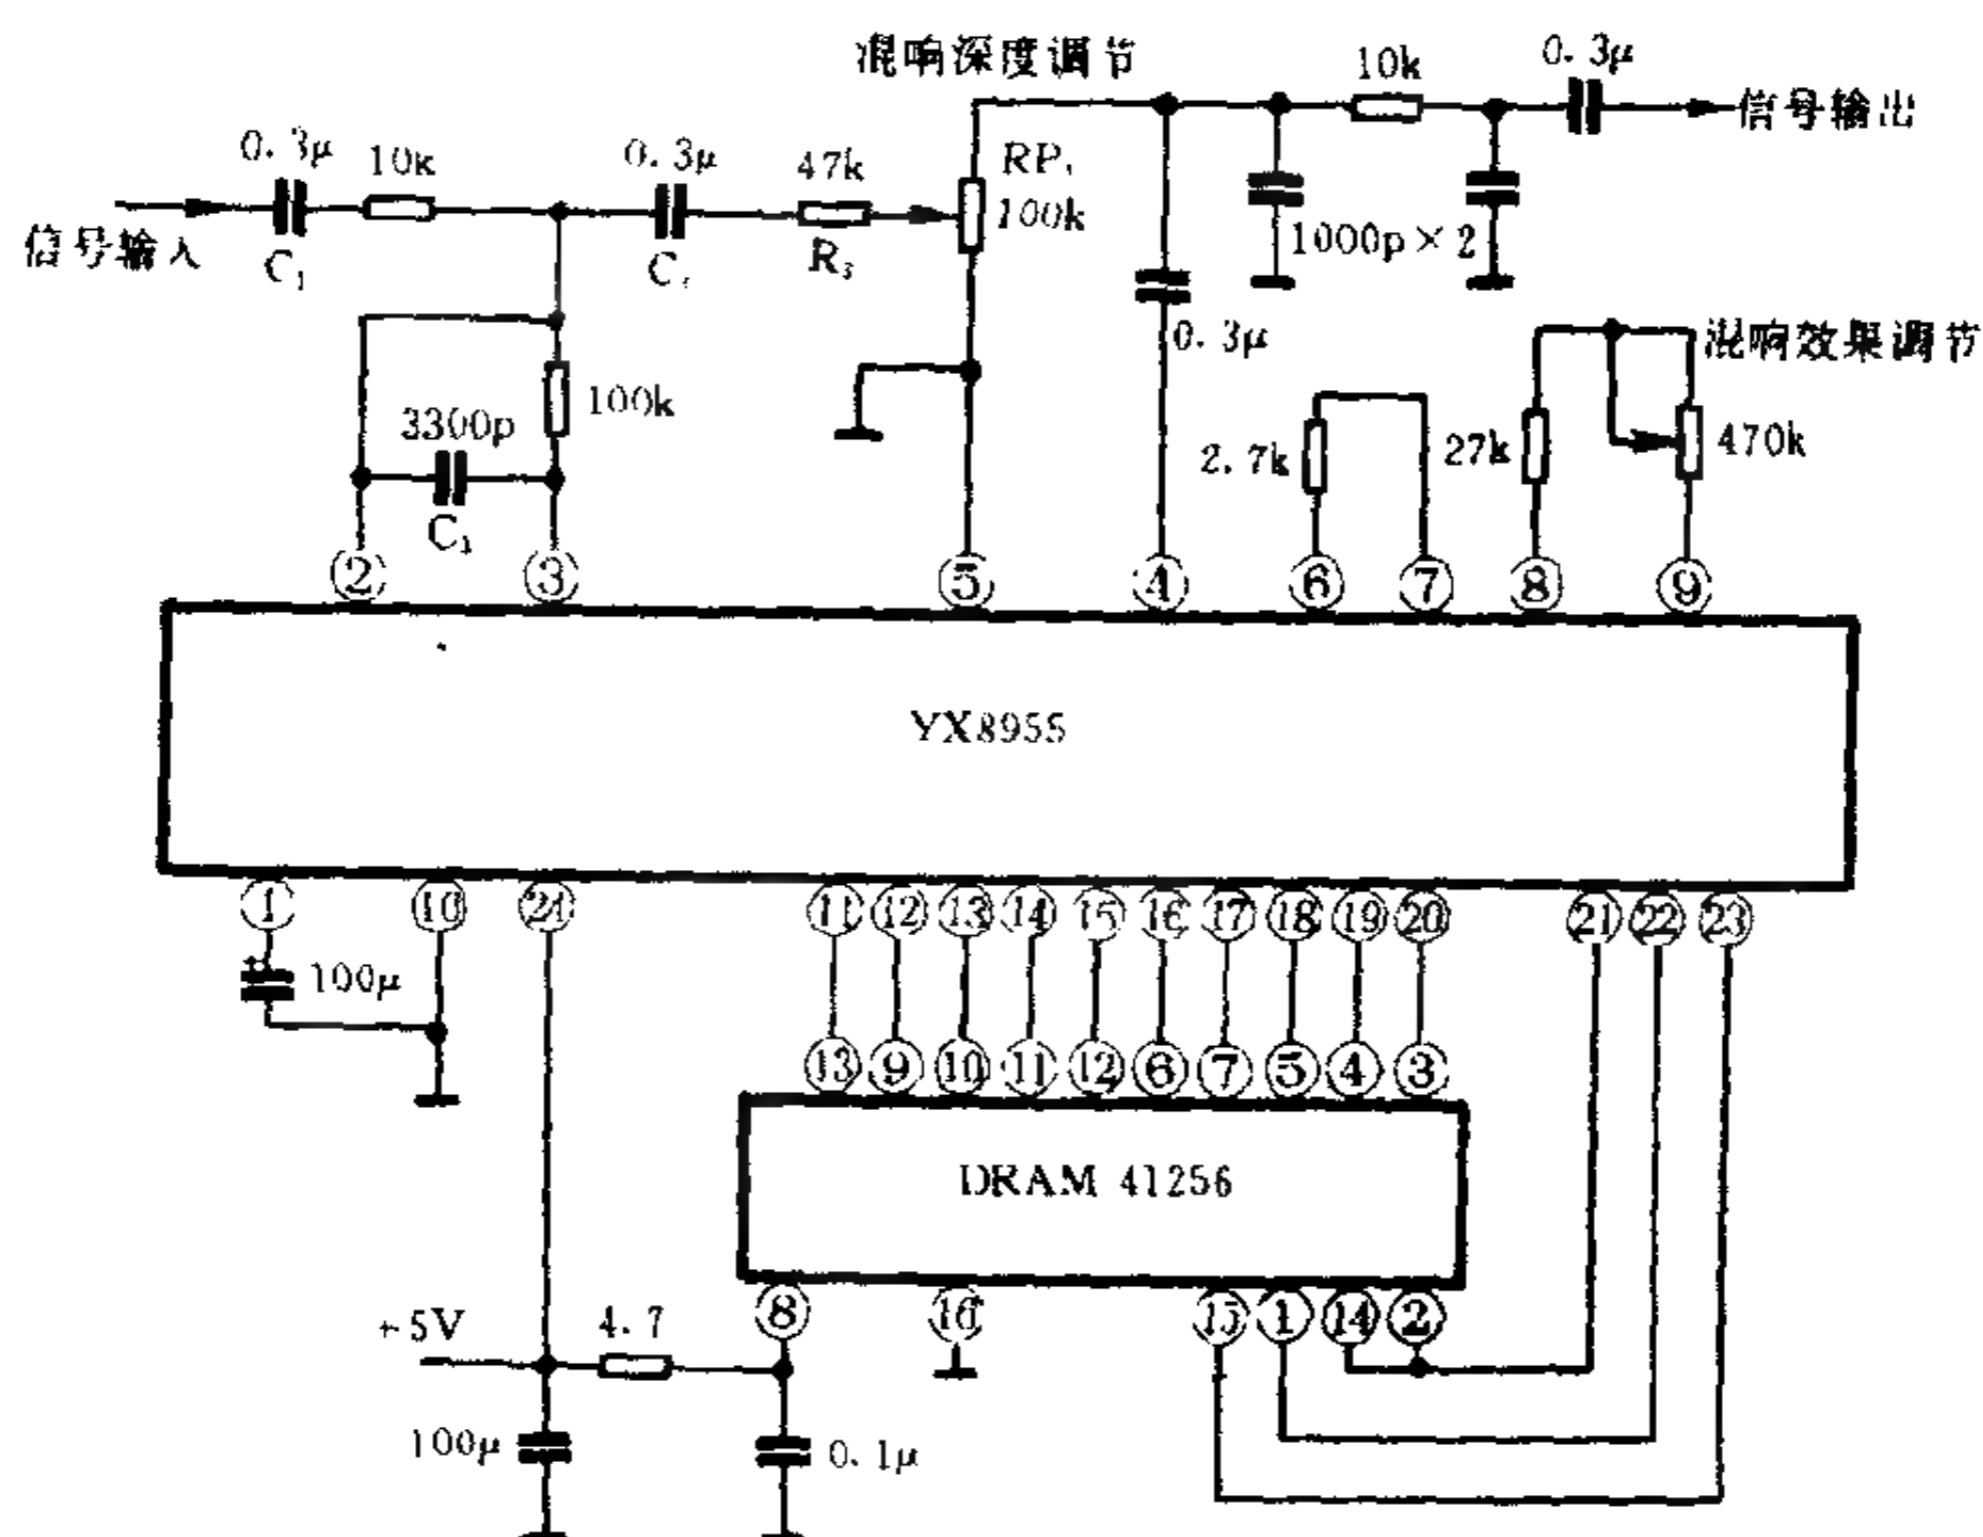 混响深度调节
10k
0.3μ
信号输出
0.3μ
10k
0.3μ
47k
RP₁
100k
信号输入
C₁
R₃
1000p×2
0.3μ
混响效果调节
100k
3300p
2.7k
27k
470k
② ③ ⑤ ④ ⑥ ⑦ ⑧ ⑨
YX8955
① ⑩ 24 ⑪ ⑫ ⑬ ⑭ ⑮ ⑯ ⑰ ⑱ ⑲ ⑳ ㉑ ㉒ ㉓
100μ
⑬ ⑨ ⑩ ⑪ ⑫ ⑥ ⑦ ⑤ ④ ③
DRAM 41256
⑧ ⑯ ⑮ ① ⑭ ②
+5V
4.7
100μ
0.1μ